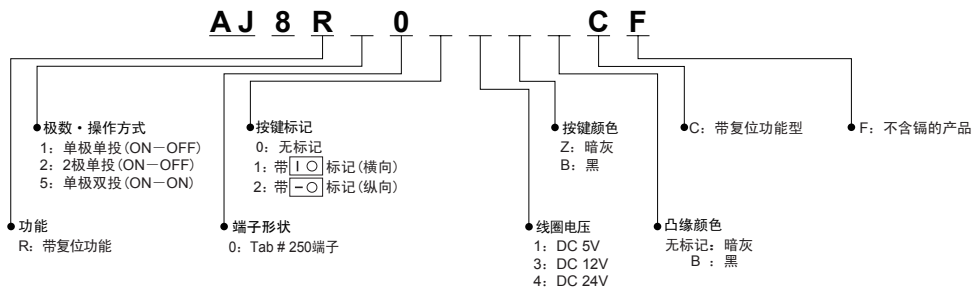 AJ8R 0 CF
●极数・操作方式
1：单极单投(ON－OFF)
2：2极单投(ON－OFF)
5：单极双投(ON－ON)
●按键标记
0：无标记
1：带 I ○ 标记(横向)
2：带 －○ 标记(纵向)
●按键颜色
Z：暗灰
B：黑
●C：带复位功能型
●F：不含镉的产品
●功能
R：带复位功能
●端子形状
0：Tab # 250端子
●线圈电压
1：DC 5V
3：DC 12V
4：DC 24V
●凸缘颜色
无标记：暗灰
B ：黑